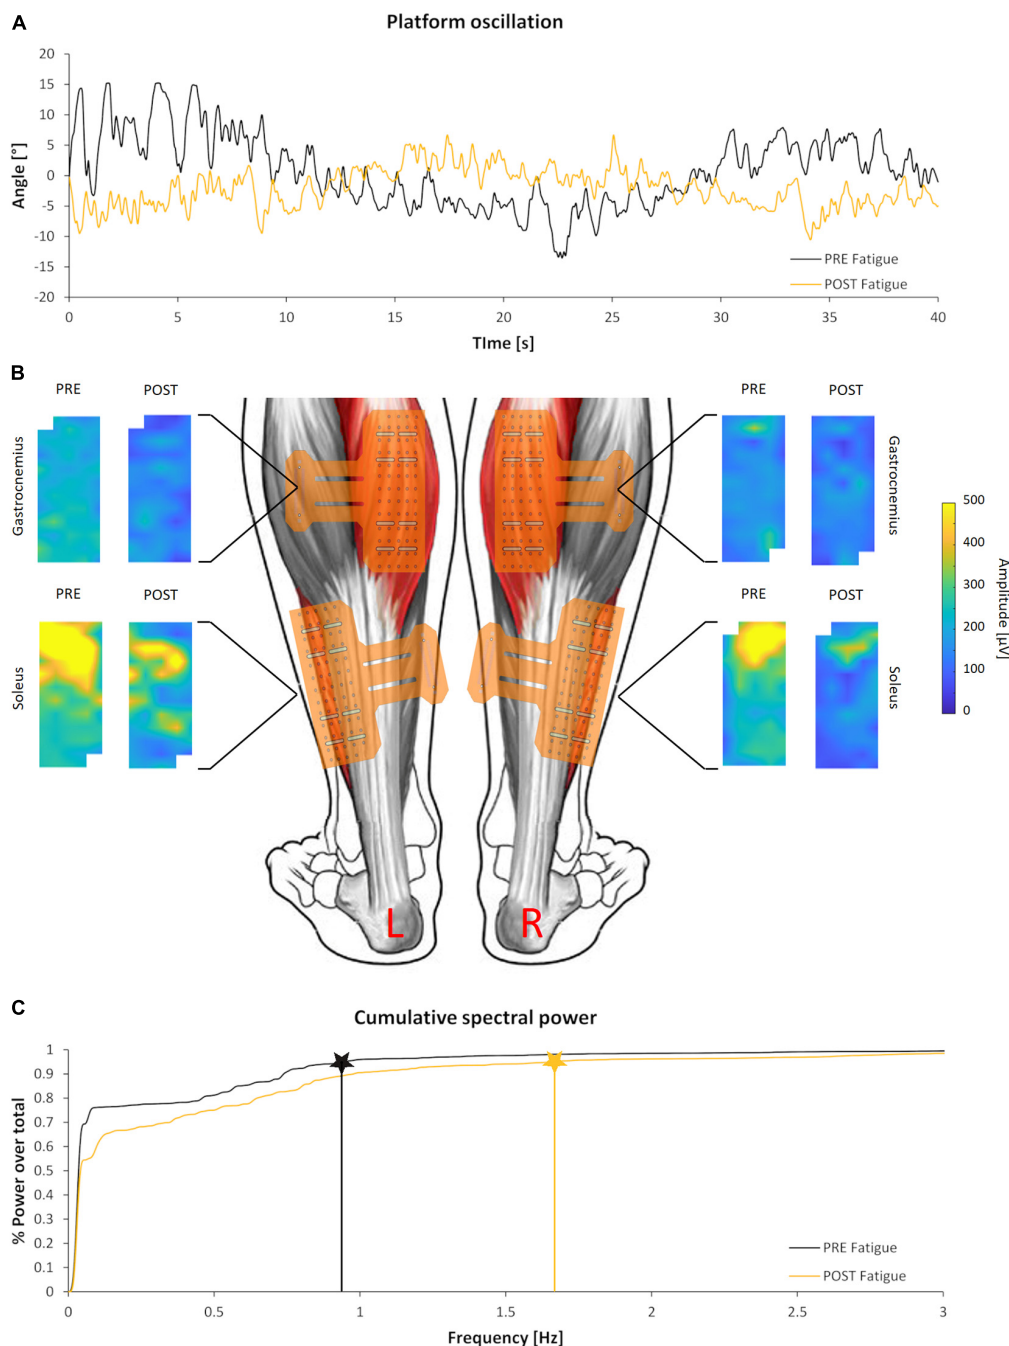 A
Platform oscillation
Angle [°]
20
15
10
5
0
-5
-10
-15
-20
0 5 10 15 20 25 30 35 40
TIme [s]
PRE Fatigue
POST Fatigue
B
PRE POST
Gastrocnemius
PRE POST
Soleus
PRE POST
Gastrocnemius
PRE POST
Soleus
500
400
300
200
100
0
Amplitude [µV]
L R
C
Cumulative spectral power
% Power over total
1
0.9
0.8
0.7
0.6
0.5
0.4
0.3
0.2
0.1
0
0 0.5 1 1.5 2 2.5 3
Frequency [Hz]
PRE Fatigue
POST Fatigue